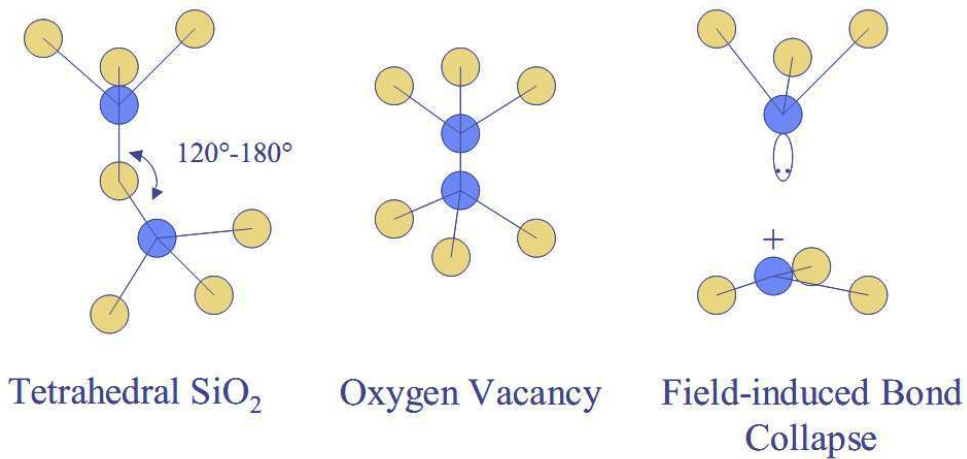 120°-180°
+
Tetrahedral SiO₂
Oxygen Vacancy
Field-induced Bond
Collapse